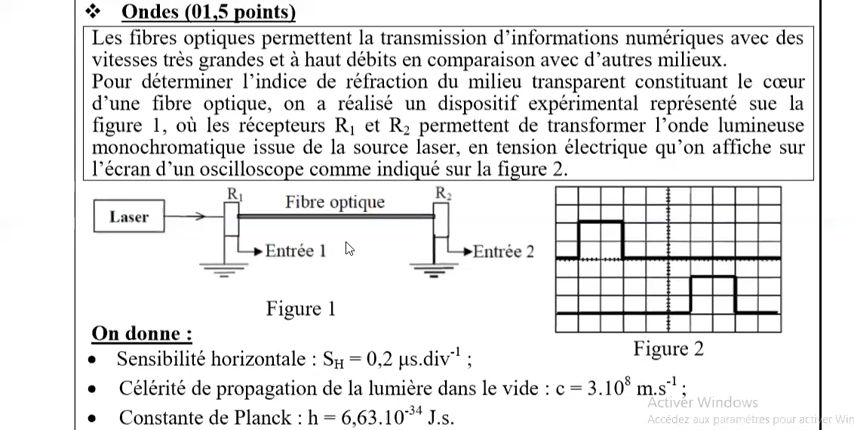 ❖ Ondes (01,5 points)
Les fibres optiques permettent la transmission d’informations numériques avec des
vitesses très grandes et à haut débits en comparaison avec d’autres milieux.
Pour déterminer l’indice de réfraction du milieu transparent constituant le cœur
d’une fibre optique, on a réalisé un dispositif expérimental représenté sue la
figure 1, où les récepteurs R₁ et R₂ permettent de transformer l’onde lumineuse
monochromatique issue de la source laser, en tension électrique qu’on affiche sur
l’écran d’un oscilloscope comme indiqué sur la figure 2.
R₁ Fibre optique R₂
Laser
Entrée 1 Entrée 2
Figure 1
Figure 2
On donne :
• Sensibilité horizontale : S_H = 0,2 µs.div⁻¹ ;
• Célérité de propagation de la lumière dans le vide : c = 3.10⁸ m.s⁻¹ ;
• Constante de Planck : h = 6,63.10⁻³⁴ J.s.
Activer Windows
Accédez aux paramètres pour activer Win